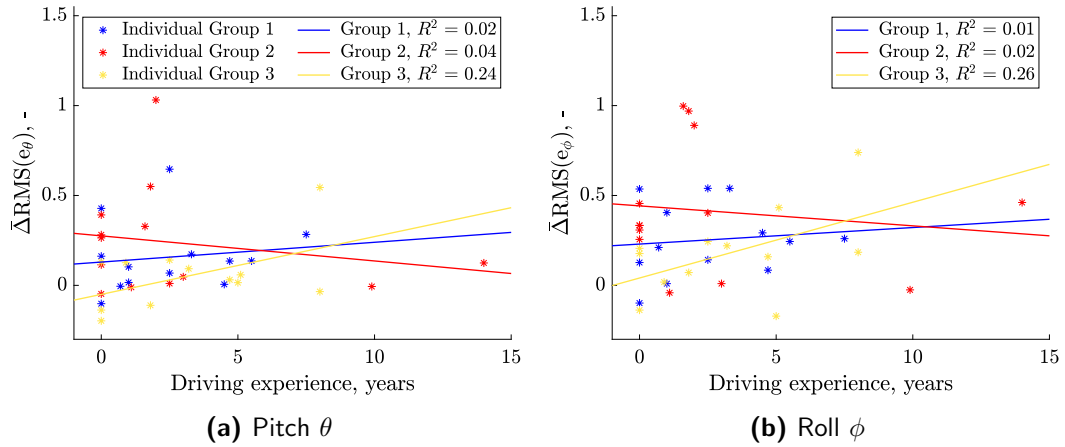 1.5
1
0.5
0
Δ̄RMS(e_θ), -
Individual Group 1
Individual Group 2
Individual Group 3
Group 1, R² = 0.02
Group 2, R² = 0.04
Group 3, R² = 0.24
0 5 10 15
Driving experience, years
(a) Pitch θ
1.5
1
0.5
0
Δ̄RMS(e_ϕ), -
Group 1, R² = 0.01
Group 2, R² = 0.02
Group 3, R² = 0.26
0 5 10 15
Driving experience, years
(b) Roll ϕ